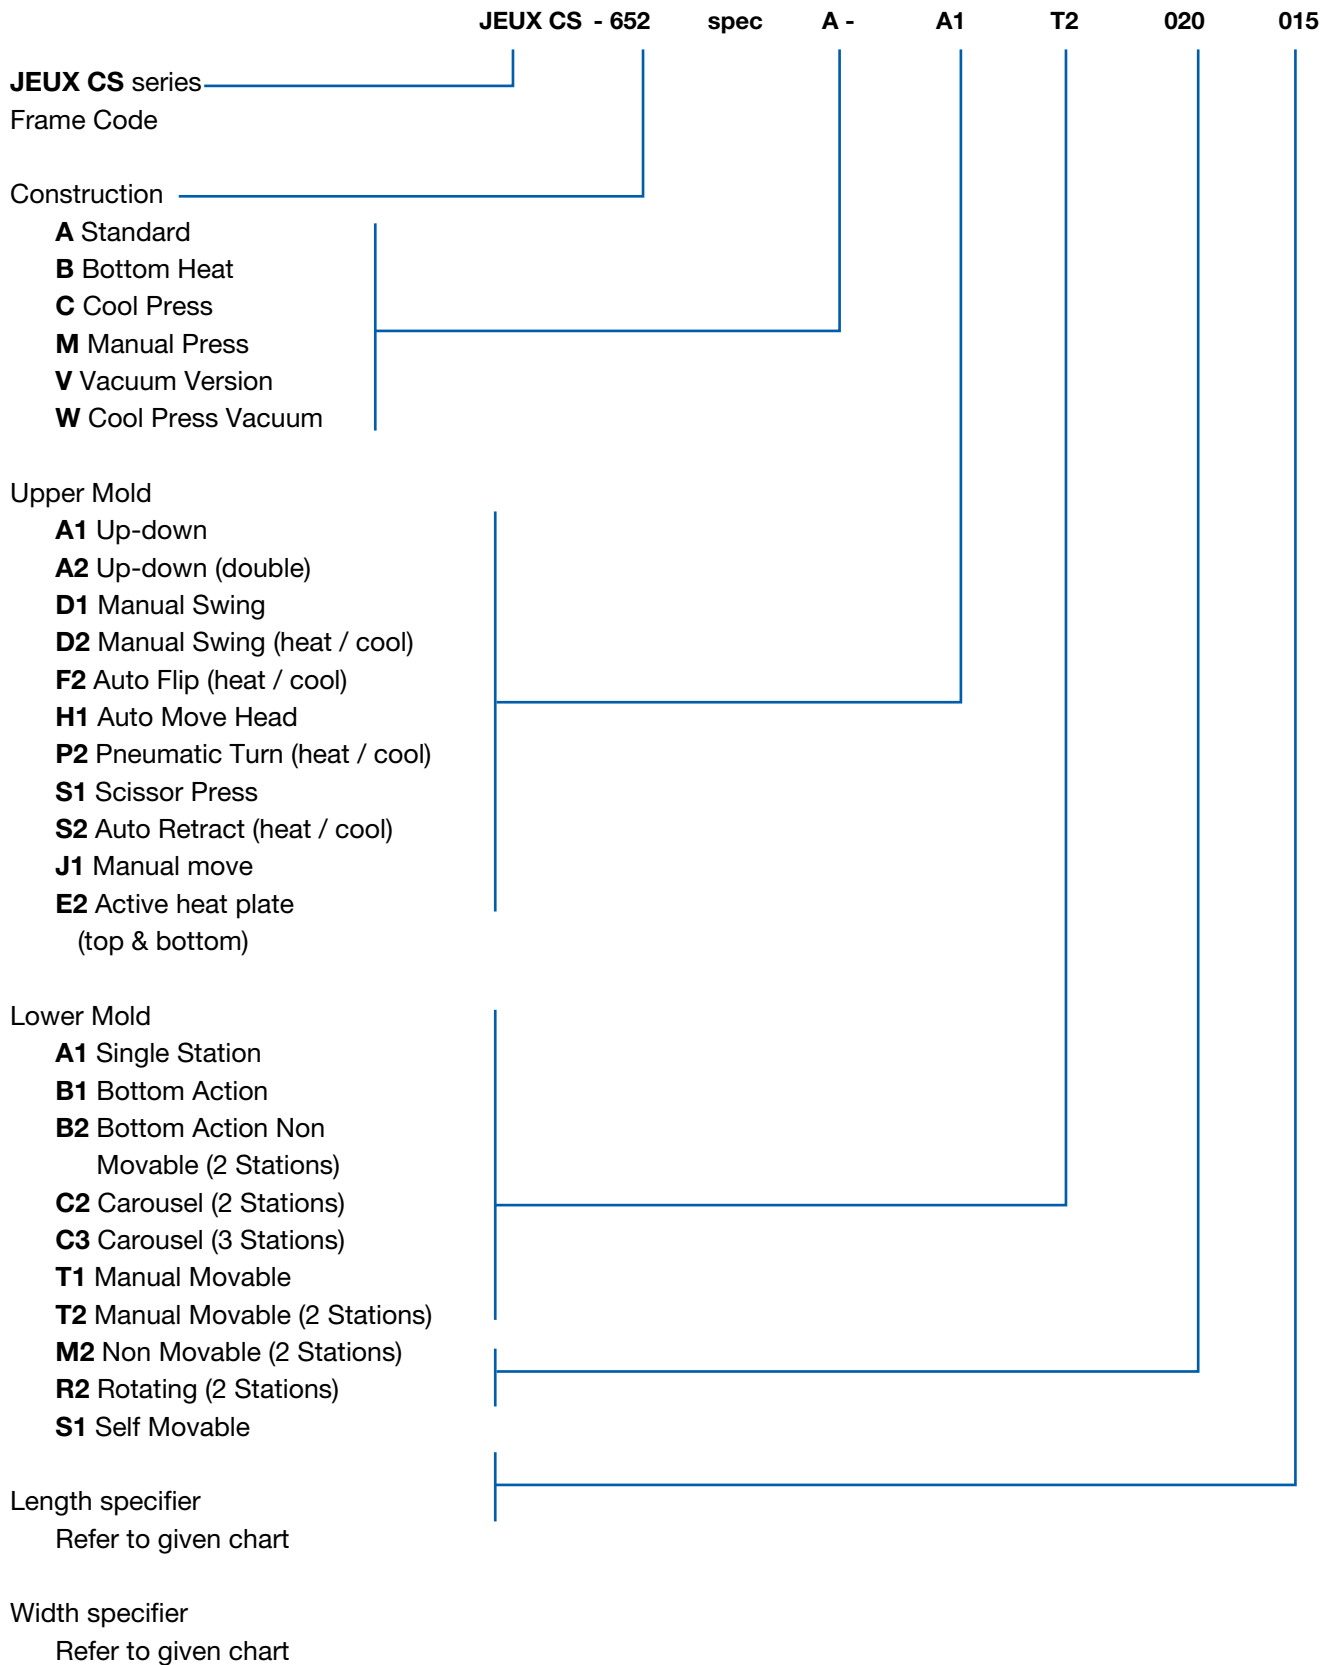 JEUX CS - 652 spec A - A1 T2 020 015
JEUX CS series
Frame Code
Construction
A Standard
B Bottom Heat
C Cool Press
M Manual Press
V Vacuum Version
W Cool Press Vacuum
Upper Mold
A1 Up-down
A2 Up-down (double)
D1 Manual Swing
D2 Manual Swing (heat / cool)
F2 Auto Flip (heat / cool)
H1 Auto Move Head
P2 Pneumatic Turn (heat / cool)
S1 Scissor Press
S2 Auto Retract (heat / cool)
J1 Manual move
E2 Active heat plate
(top & bottom)
Lower Mold
A1 Single Station
B1 Bottom Action
B2 Bottom Action Non
Movable (2 Stations)
C2 Carousel (2 Stations)
C3 Carousel (3 Stations)
T1 Manual Movable
T2 Manual Movable (2 Stations)
M2 Non Movable (2 Stations)
R2 Rotating (2 Stations)
S1 Self Movable
Length specifier
Refer to given chart
Width specifier
Refer to given chart